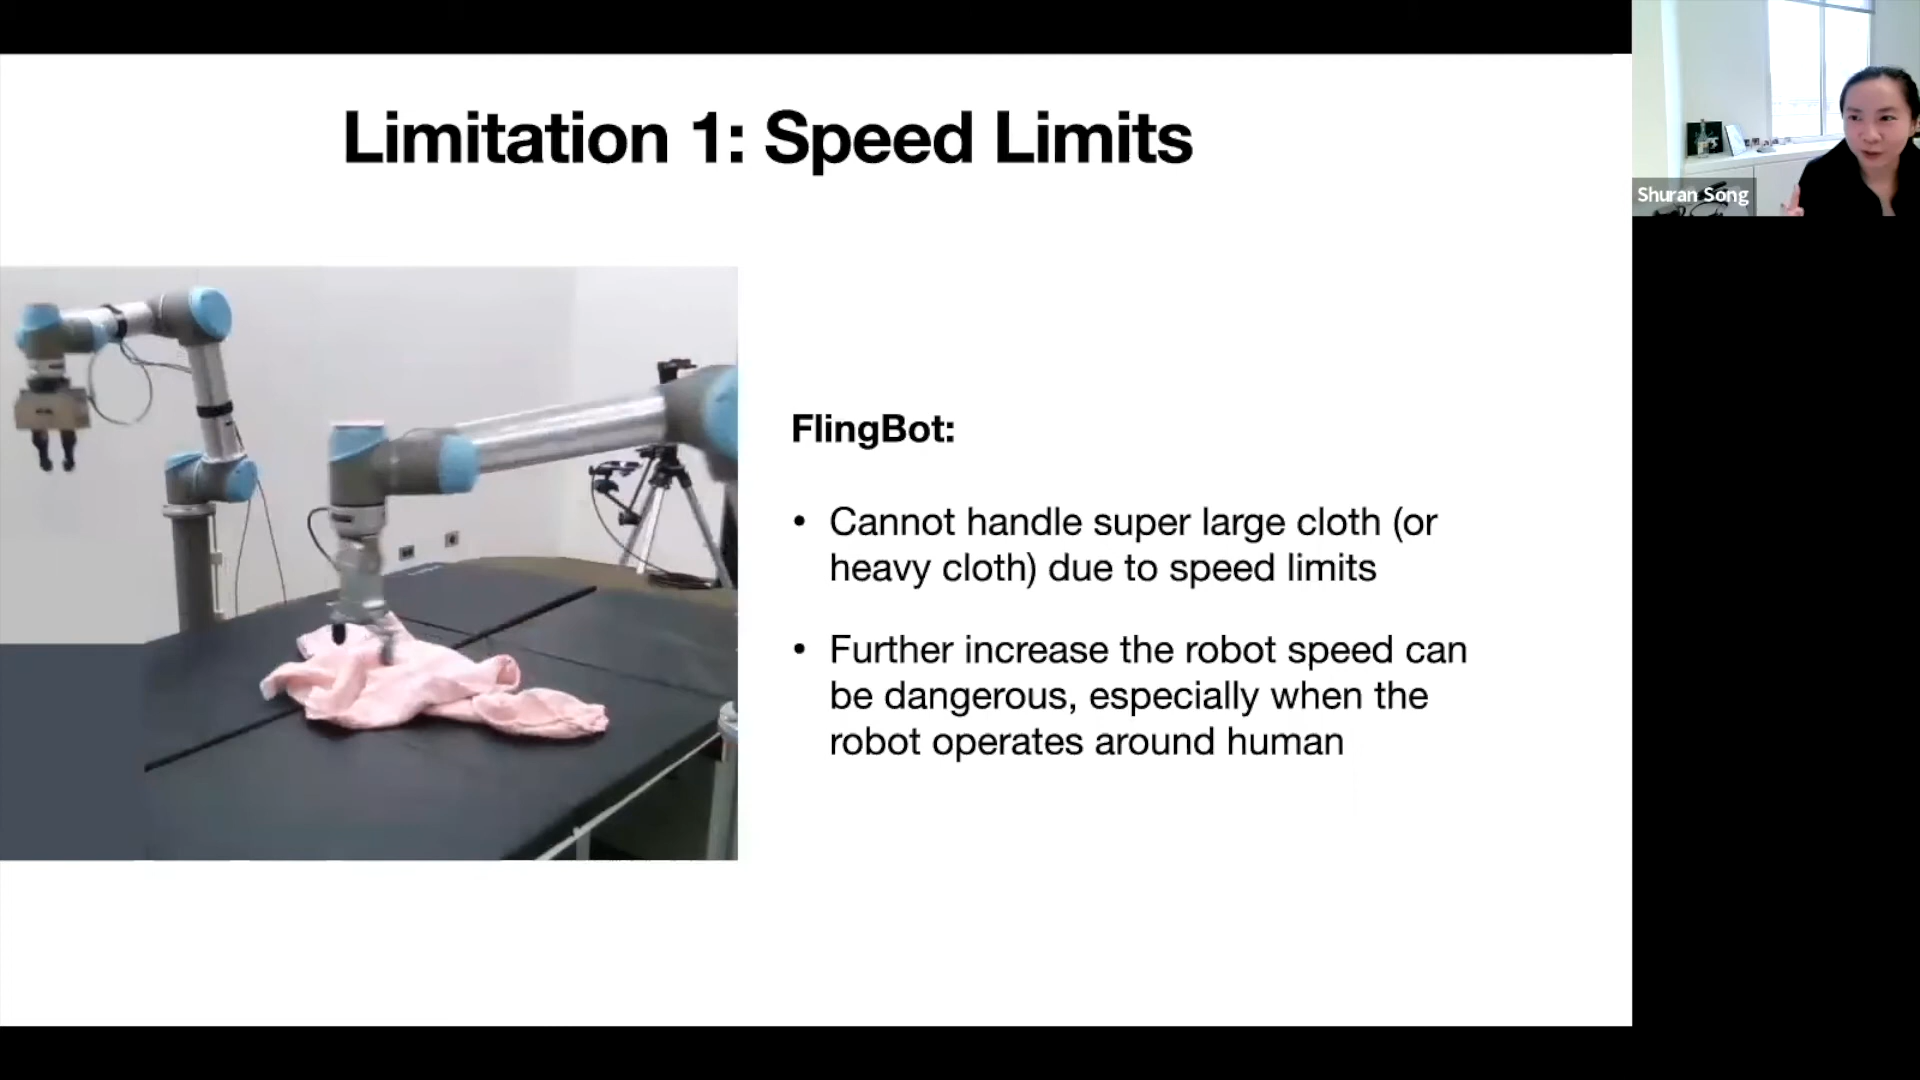 Limitation 1: Speed Limits
Shuran Song
FlingBot:
• Cannot handle super large cloth (or
heavy cloth) due to speed limits
• Further increase the robot speed can
be dangerous, especially when the
robot operates around human